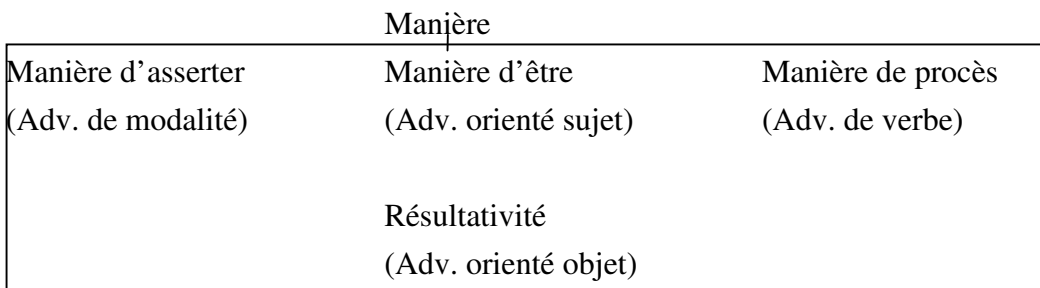 Manière
Manière d'asserter Manière d'être Manière de procès
(Adv. de modalité) (Adv. orienté sujet) (Adv. de verbe)
Résultativité
(Adv. orienté objet)